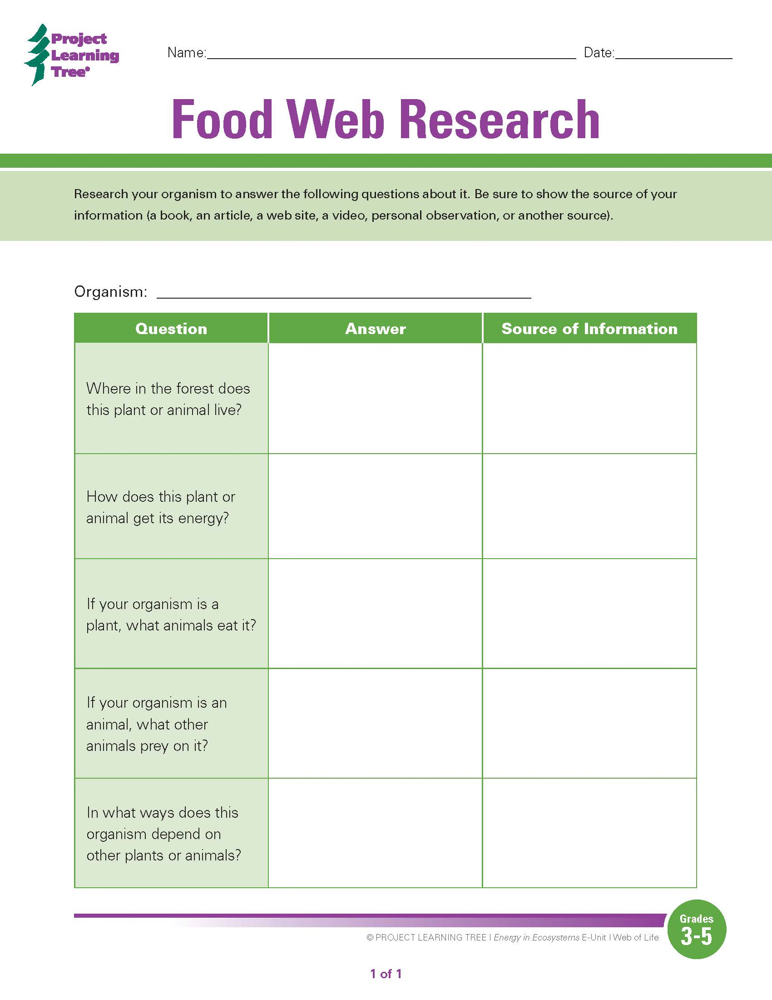 Project
Learning
Tree®
Name: Date:
Food Web Research
Research your organism to answer the following questions about it. Be sure to show the source of your
information (a book, an article, a web site, a video, personal observation, or another source).
Organism:
Question Answer Source of Information
Where in the forest does
this plant or animal live?
How does this plant or
animal get its energy?
If your organism is a
plant, what animals eat it?
If your organism is an
animal, what other
animals prey on it?
In what ways does this
organism depend on
other plants or animals?
Grades
3-5
© PROJECT LEARNING TREE | Energy in Ecosystems E-Unit | Web of Life
1 of 1